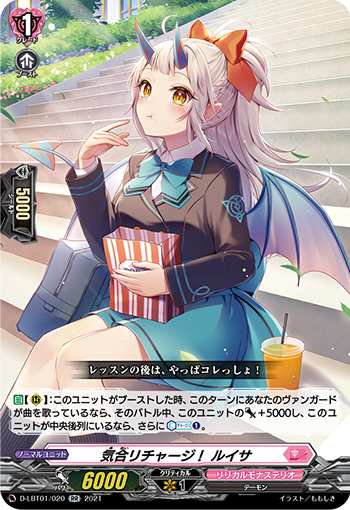 1
グレード
ブースト
5000
シールド
レッスンの後は、やっぱコレっしょ!
【自】:このユニットがブーストした時、このターンにあなたのヴァンガード
が曲を歌っているなら、そのバトル中、このユニットの+5000し、このユ
ニットが中央後列にいるなら、さらに①。
ノーマルユニット
気合リチャージ! ルイサ
リリカルモナステリオ
パワー 6000
クリティカル
1
デーモン
D-LBT01/020 RR 2021
イラスト/ももしき